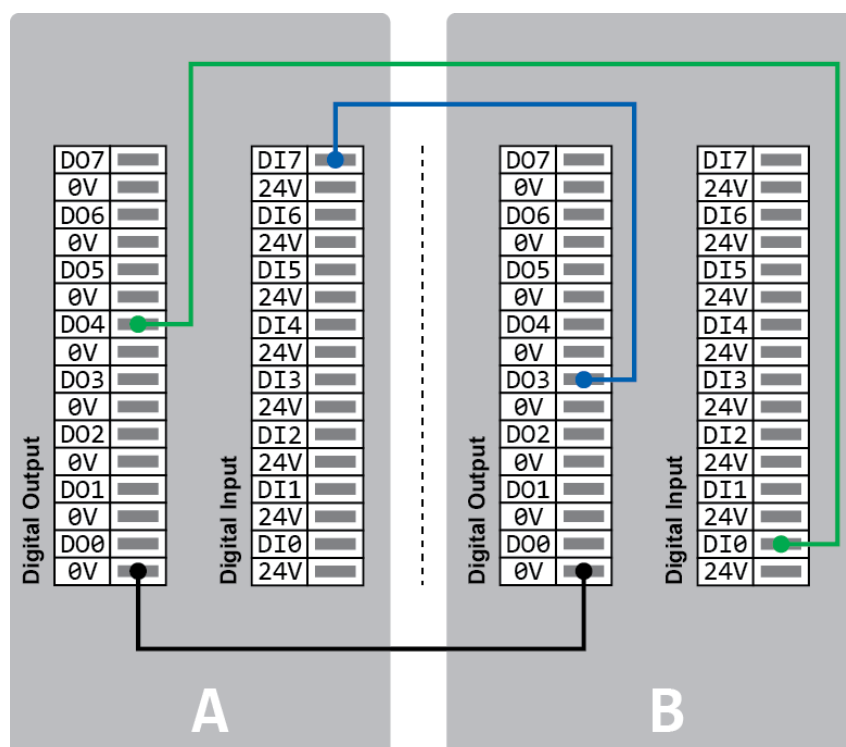 Digital Output
DO7
0V
DO6
0V
DO5
0V
DO4
0V
DO3
0V
DO2
0V
DO1
0V
DO0
0V
Digital Input
DI7
24V
DI6
24V
DI5
24V
DI4
24V
DI3
24V
DI2
24V
DI1
24V
DI0
24V
A
Digital Output
DO7
0V
DO6
0V
DO5
0V
DO4
0V
DO3
0V
DO2
0V
DO1
0V
DO0
0V
Digital Input
DI7
24V
DI6
24V
DI5
24V
DI4
24V
DI3
24V
DI2
24V
DI1
24V
DI0
24V
B